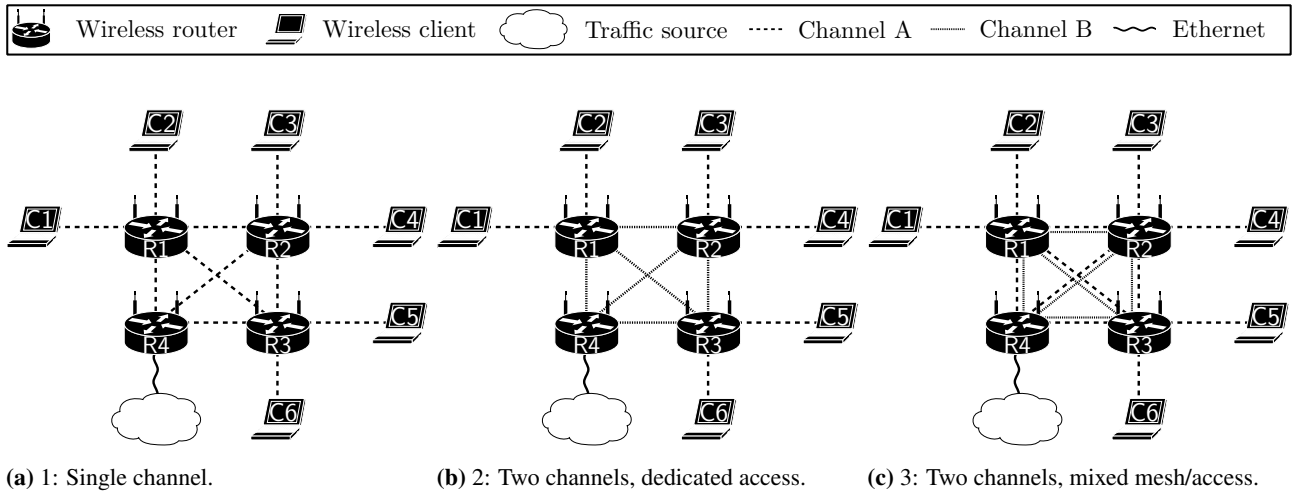 Wireless router Wireless client Traffic source Channel A Channel B Ethernet
C2 C3 C2 C3 C2 C3
C1 C4 C1 C4 C1 C4
R1 R2 R1 R2 R1 R2
C5 C5 C5
R4 R3 R4 R3 R4 R3
C6 C6 C6
(a) 1: Single channel. (b) 2: Two channels, dedicated access. (c) 3: Two channels, mixed mesh/access.